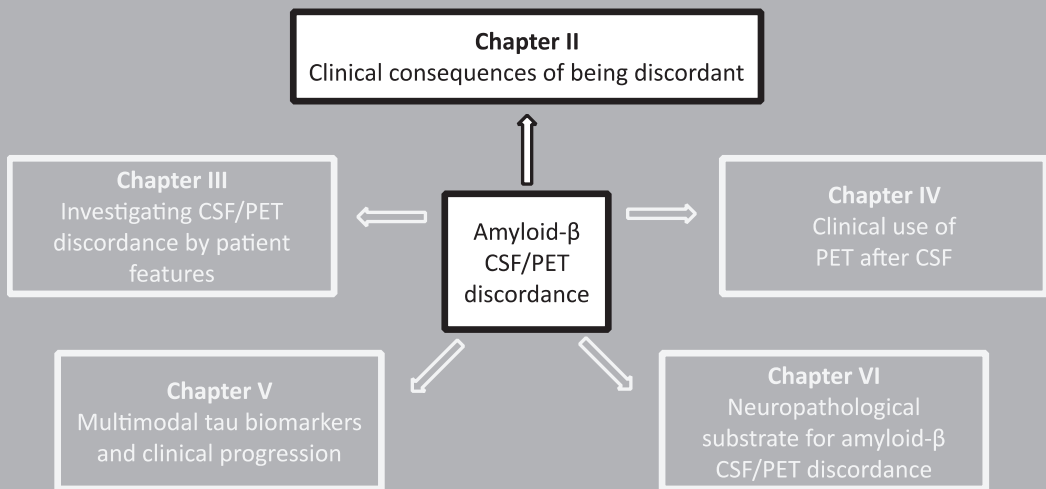 Chapter II
Clinical consequences of being discordant
Chapter III
Investigating CSF/PET
discordance by patient
features
Amyloid-β
CSF/PET
discordance
Chapter IV
Clinical use of
PET after CSF
Chapter V
Multimodal tau biomarkers
and clinical progression
Chapter VI
Neuropathological
substrate for amyloid-β
CSF/PET discordance